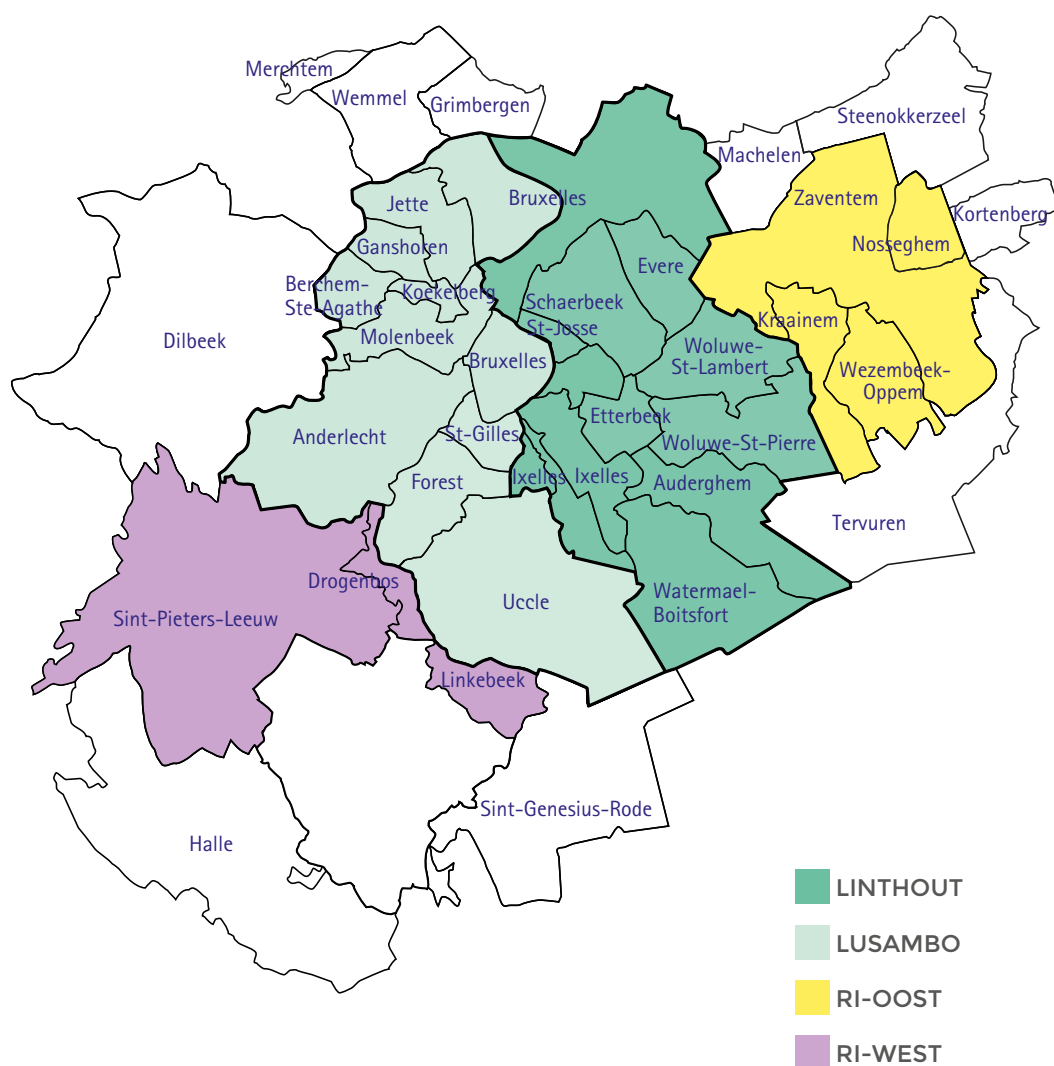 Merchtem
Wemmel
Grimbergen
Steenokkerzeel
Machelen
Jette
Bruxelles
Zaventem
Kortenberg
Ganshoren
Nosseghem
Evere
Berchem-
Ste-Agathe
Koekelberg
Schaerbeek
Kraainem
St-Josse
Dilbeek
Molenbeek
Woluwe-
St-Lambert
Bruxelles
Wezembeek-
Oppem
Etterbeek
Anderlecht
St-Gilles
Woluwe-St-Pierre
Forest
Ixelles
Ixelles
Auderghem
Tervuren
Drogenbos
Sint-Pieters-Leeuw
Uccle
Watermael-
Boitsfort
Linkebeek
Sint-Genesius-Rode
Halle
LINTHOUT
LUSAMBO
RI-OOST
RI-WEST